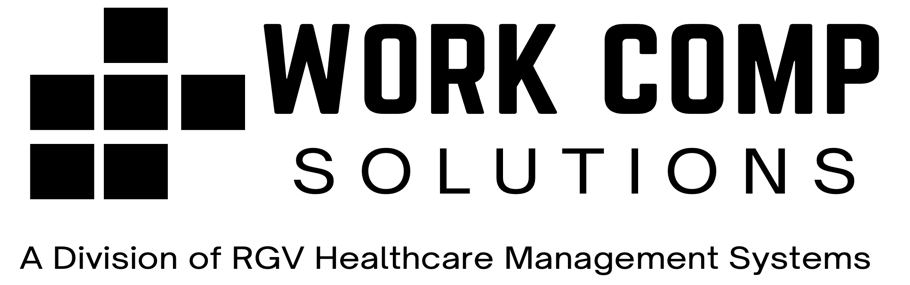 WORK COMP
SOLUTIONS
A Division of RGV Healthcare Management Systems